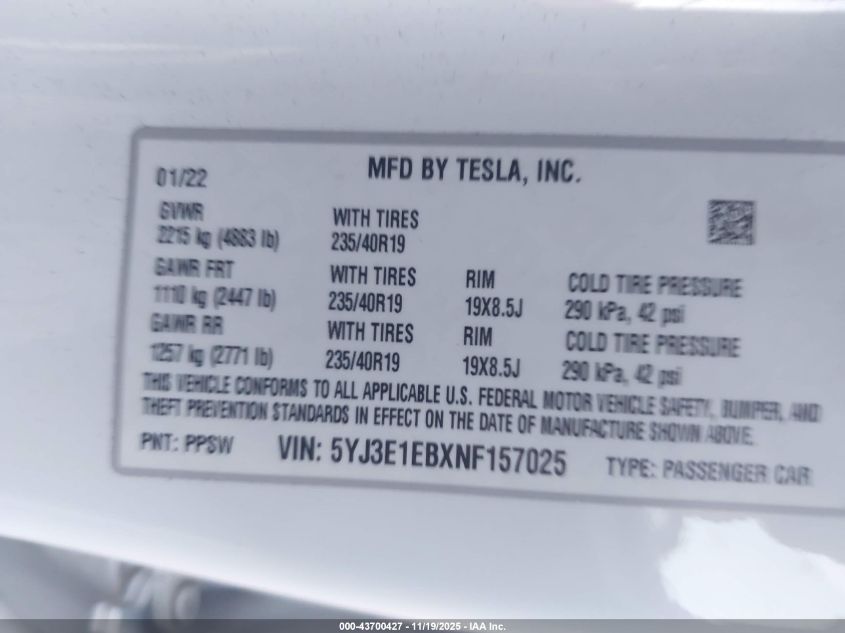 01/22 MFD BY TESLA, INC.
GVWR WITH TIRES
2215 kg (4883 lb) 235/40R19
GAWR FRT WITH TIRES RIM COLD TIRE PRESSURE
1110 kg (2447 lb) 235/40R19 19X8.5J 290 kPa, 42 psi
GAWR RR WITH TIRES RIM COLD TIRE PRESSURE
1257 kg (2771 lb) 235/40R19 19X8.5J 290 kPa, 42 psi
THIS VEHICLE CONFORMS TO ALL APPLICABLE U.S. FEDERAL MOTOR VEHICLE SAFETY, BUMPER, AND
THEFT PREVENTION STANDARDS IN EFFECT ON THE DATE OF MANUFACTURE SHOWN ABOVE.
PNT: PPSW VIN: 5YJ3E1EBXNF157025 TYPE: PASSENGER CAR
000-43700427 - 11/19/2025 - IAA Inc.